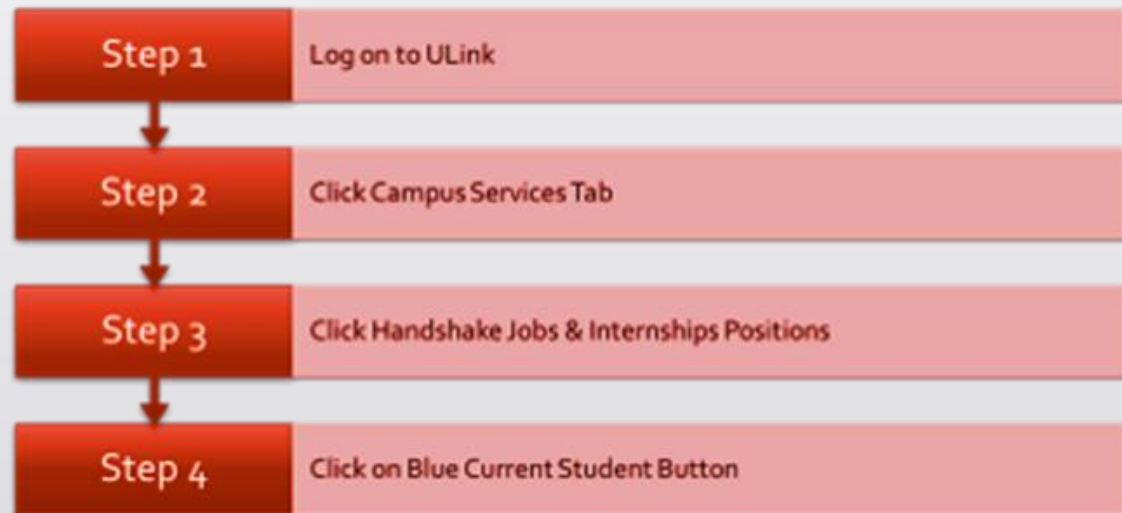 Step 1 Log on to ULink
Step 2 Click Campus Services Tab
Step 3 Click Handshake Jobs & Internships Positions
Step 4 Click on Blue Current Student Button